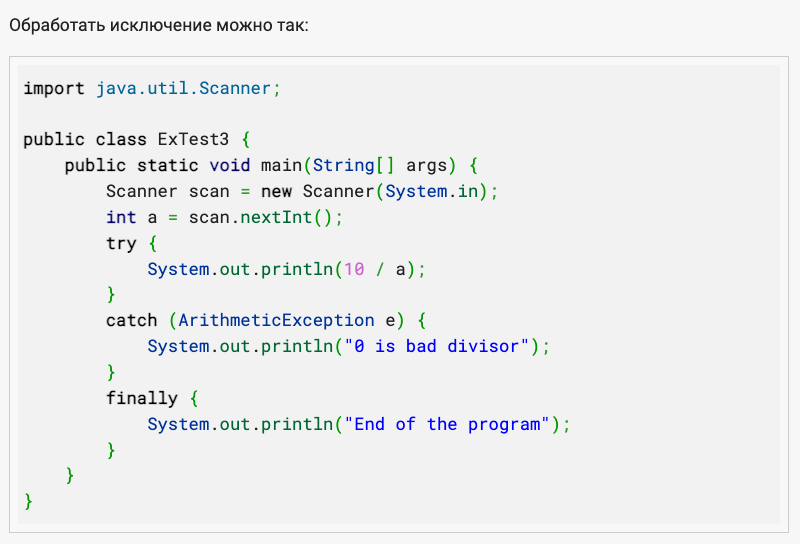 Обработать исключение можно так:
import java.util.Scanner;
public class ExTest3 {
    public static void main(String[] args) {
        Scanner scan = new Scanner(System.in);
        int a = scan.nextInt();
        try {
            System.out.println(10 / a);
        }
        catch (ArithmeticException e) {
            System.out.println("0 is bad divisor");
        }
        finally {
            System.out.println("End of the program");
        }
    }
}